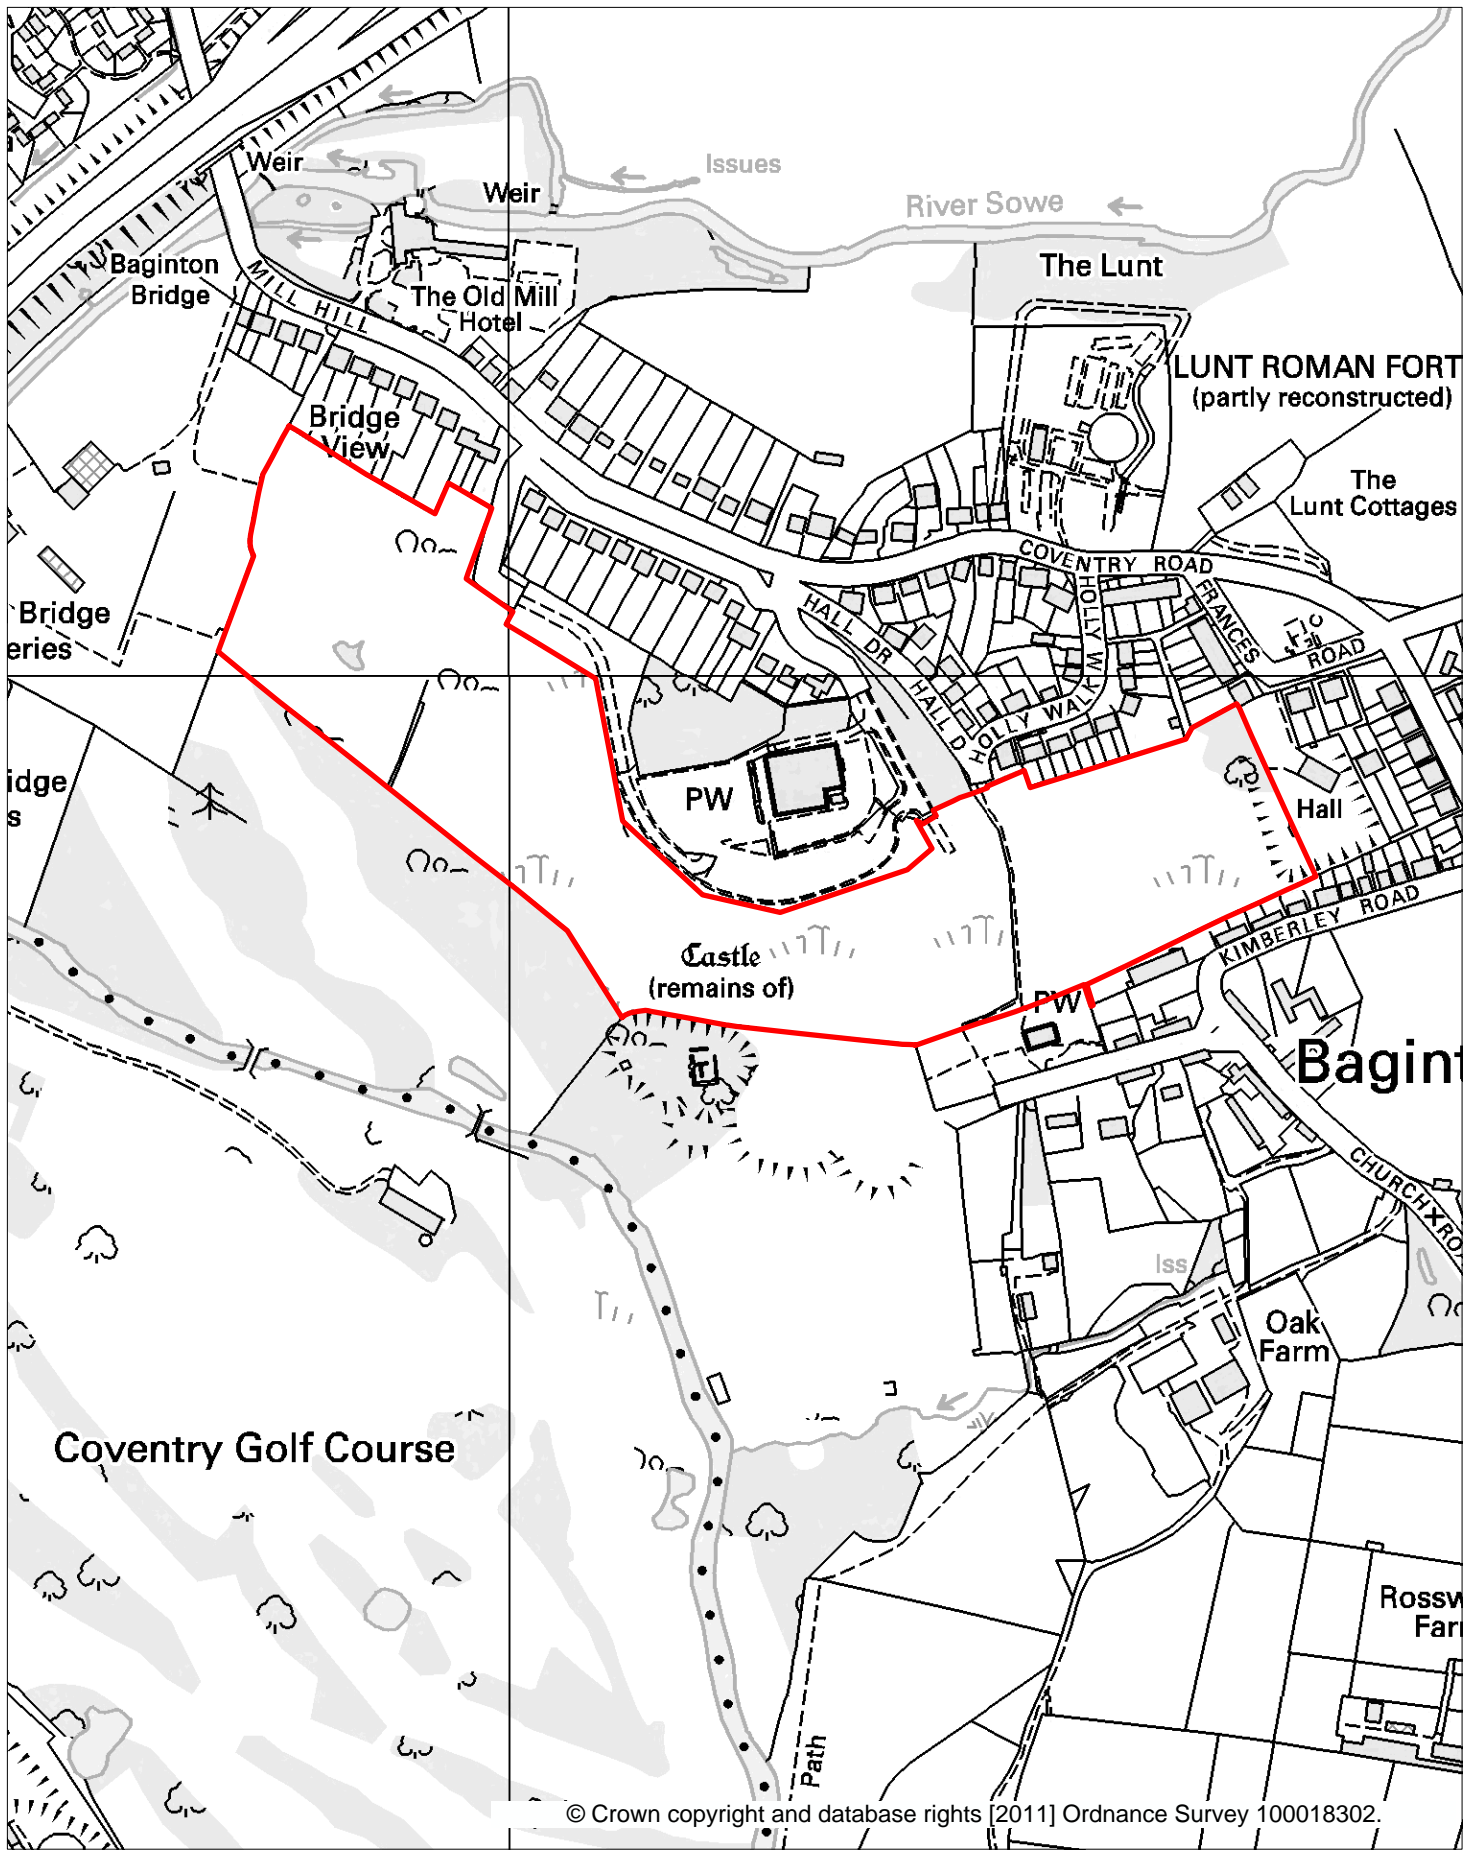 Weir
Issues
Weir
River Sowe
Baginton
Bridge
The Lunt
MILL HILL
The Old Mill
Hotel
LUNT ROMAN FORT
(partly reconstructed)
Bridge
View
The
Lunt Cottages
COVENTRY ROAD
HOLLY WK
FRANCES
ROAD
HALL DR
Bridge
eries
HALL D
HOLLY WALK
idge
s
PW
Hall
KIMBERLEY ROAD
Castle
(remains of)
PW
Bagint
CHURCH RO
Iss
Oak
Farm
Coventry Golf Course
Rossw
Far
Path
© Crown copyright and database rights [2011] Ordnance Survey 100018302.